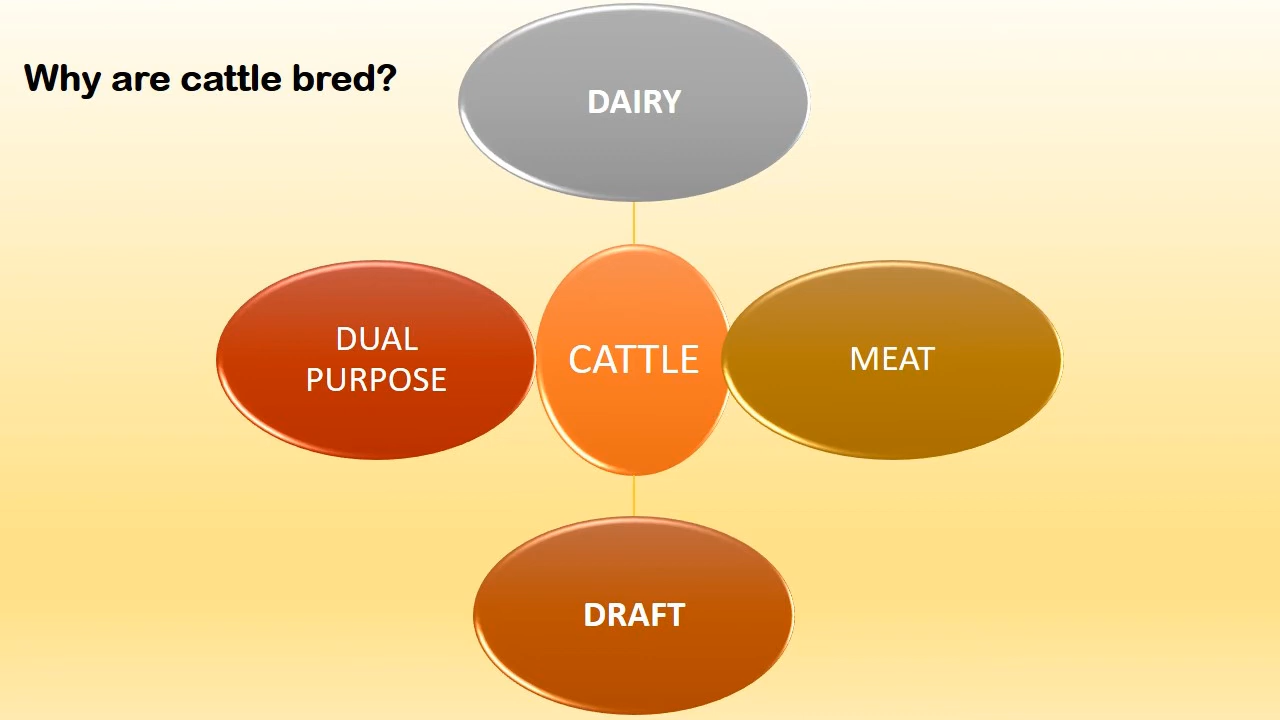 Why are cattle bred?
DAIRY
DUAL
PURPOSE
CATTLE
MEAT
DRAFT